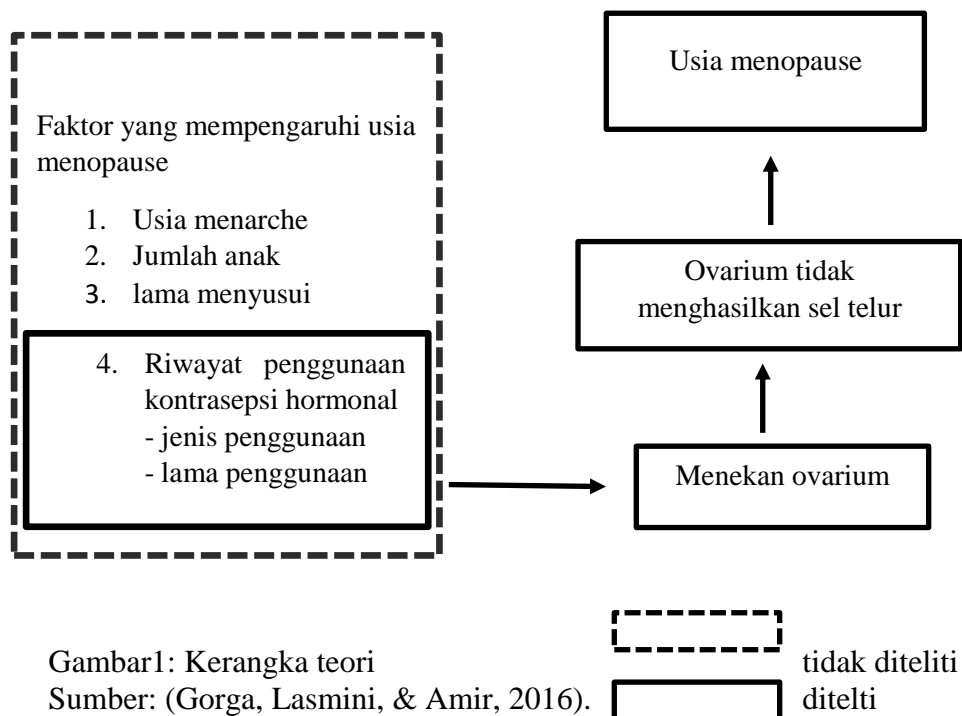 Faktor yang mempengaruhi usia
menopause
1. Usia menarche
2. Jumlah anak
3. lama menyusui
4. Riwayat penggunaan
kontrasepsi hormonal
- jenis penggunaan
- lama penggunaan
Menekan ovarium
Ovarium tidak
menghasilkan sel telur
Usia menopause
Gambar1: Kerangka teori
Sumber: (Gorga, Lasmini, & Amir, 2016).
tidak diteliti
ditelti